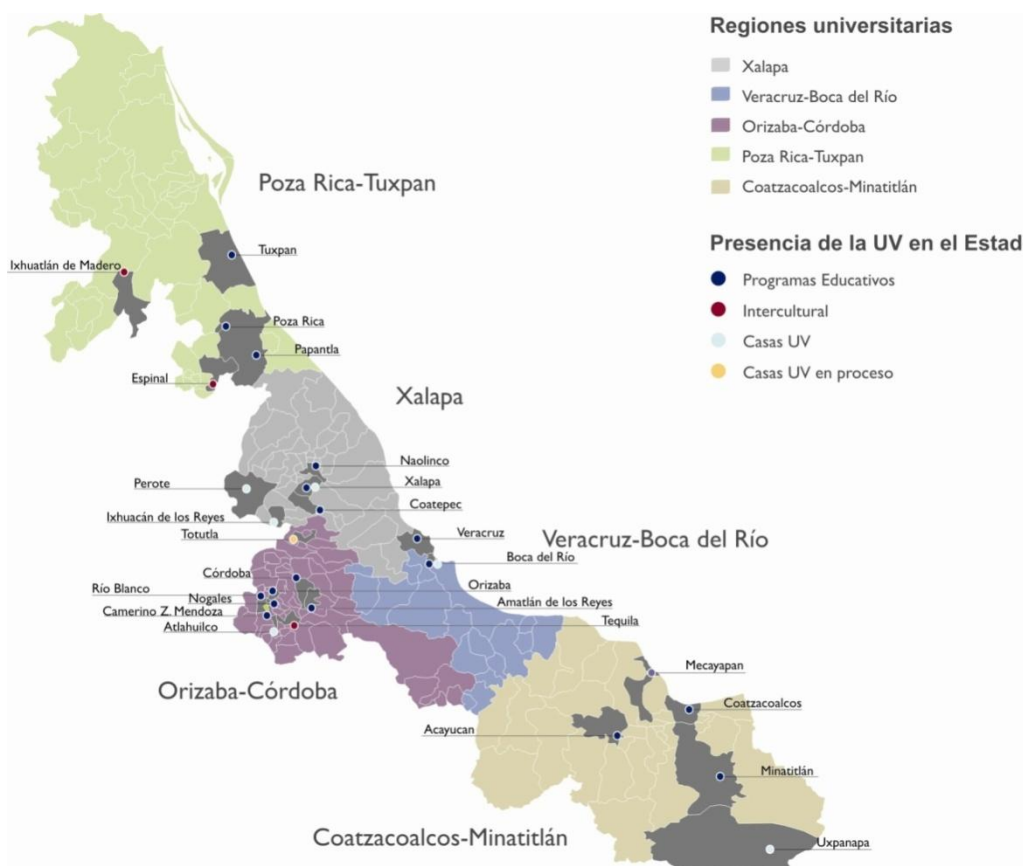 Regiones universitarias
Xalapa
Veracruz-Boca del Río
Orizaba-Córdoba
Poza Rica-Tuxpan
Coatzacoalcos-Minatitlán
Presencia de la UV en el Estad
Programas Educativos
Intercultural
Casas UV
Casas UV en proceso
Poza Rica-Tuxpan
Tuxpan
Ixhuatlán de Madero
Poza Rica
Papantla
Espinal
Xalapa
Naolinco
Perote
Xalapa
Coatepec
Ixhuacán de los Reyes
Totutla
Veracruz
Veracruz-Boca del Río
Boca del Río
Córdoba
Orizaba
Río Blanco
Nogales
Amatlán de los Reyes
Camerino Z. Mendoza
Tequila
Atlahuilco
Orizaba-Córdoba
Mecayapan
Coatzacoalcos
Acayucan
Minatitlán
Coatzacoalcos-Minatitlán
Uxpanapa